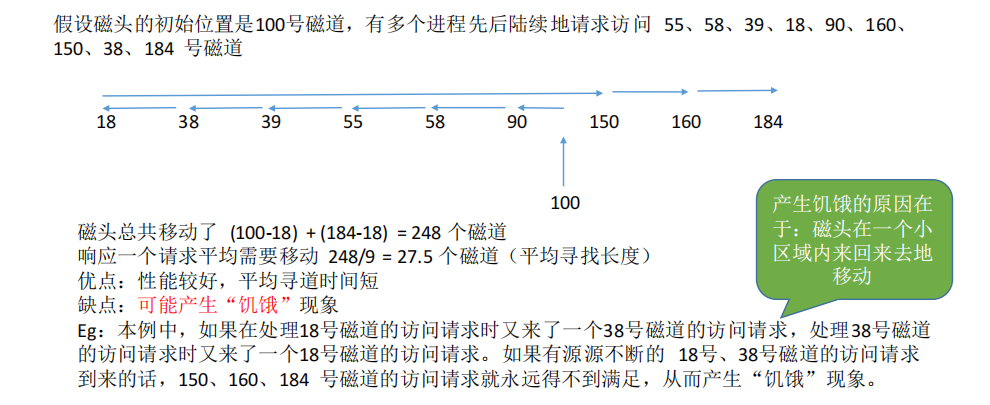 假设磁头的初始位置是100号磁道，有多个进程先后陆续地请求访问 55、58、39、18、90、160、
150、38、184 号磁道
18 38 39 55 58 90 150 160 184
100
产生饥饿的原因在
于：磁头在一个小
区域内来回来去地
移动
磁头总共移动了 (100-18) + (184-18) = 248 个磁道
响应一个请求平均需要移动 248/9 = 27.5 个磁道（平均寻找长度）
优点：性能较好，平均寻道时间短
缺点：可能产生“饥饿”现象
Eg：本例中，如果在处理18号磁道的访问请求时又来了一个38号磁道的访问请求，处理38号磁道
的访问请求时又来了一个18号磁道的访问请求。如果有源源不断的 18号、38号磁道的访问请求
到来的话，150、160、184 号磁道的访问请求就永远得不到满足，从而产生“饥饿”现象。